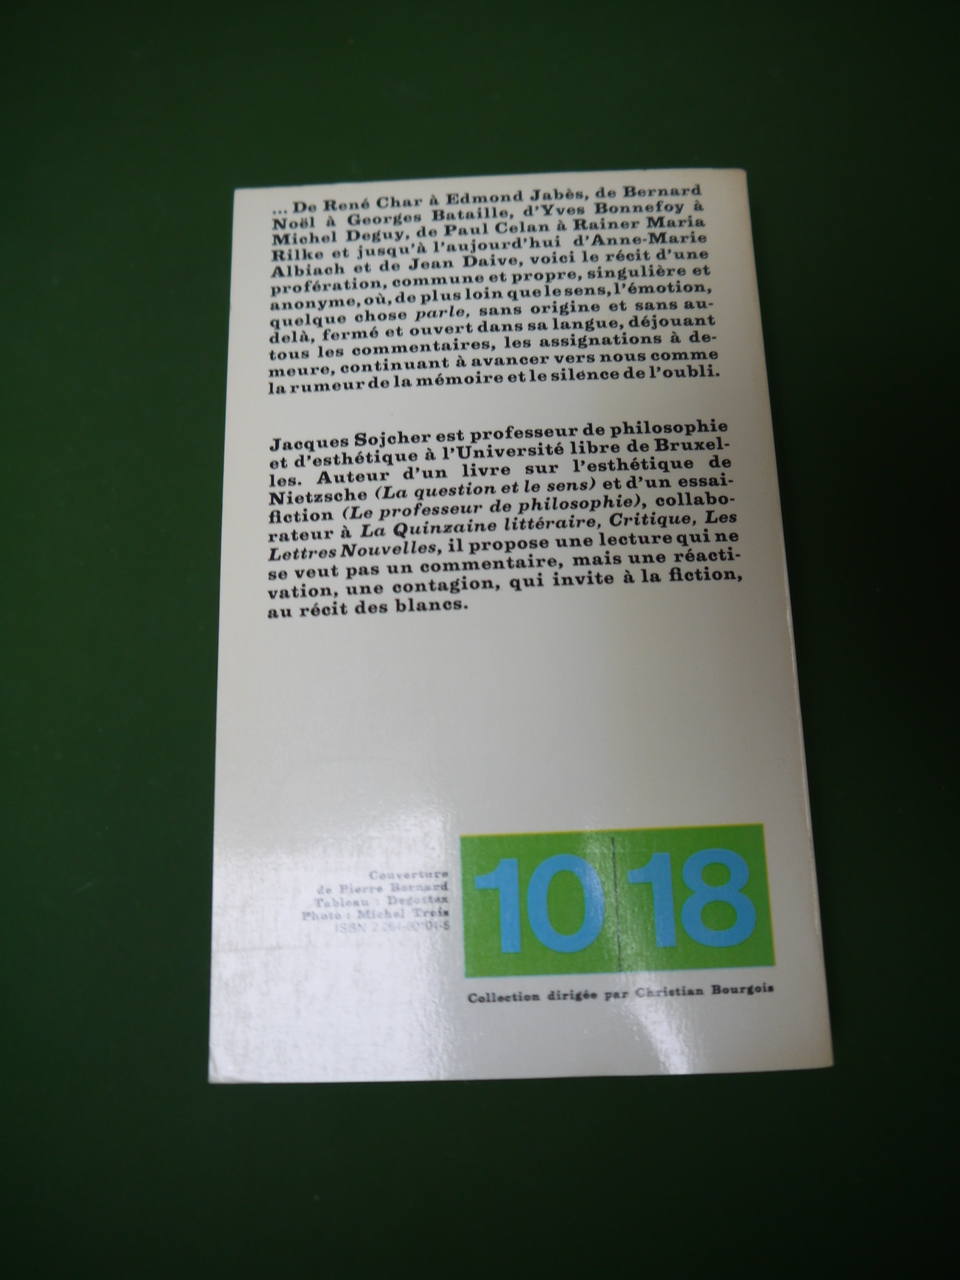 ... De René Char à Edmond Jabès, de Bernard
Noël à Georges Bataille, d'Yves Bonnefoy à
Michel Deguy, de Paul Celan à Rainer Maria
Rilke et jusqu'à l'aujourd'hui d'Anne-Marie
Albiach et de Jean Daive, voici le récit d'une
profération, commune et propre, singulière et
anonyme, où, de plus loin que le sens, l'émotion,
quelque chose parle, sans origine et sans au-
delà, fermé et ouvert dans sa langue, déjouant
tous les commentaires, les assignations à de-
meure, continuant à avancer vers nous comme
la rumeur de la mémoire et le silence de l'oubli.
Jacques Sojcher est professeur de philosophie
et d'esthétique à l'Université libre de Bruxel-
les. Auteur d'un livre sur l'esthétique de
Nietzsche (La question et le sens) et d'un essai-
fiction (Le professeur de philosophie), collabo-
rateur à La Quinzaine littéraire, Critique, Les
Lettres Nouvelles, il propose une lecture qui ne
se veut pas un commentaire, mais une réacti-
vation, une contagion, qui invite à la fiction,
au récit des blancs.
Couverture
de Pierre Bernard
Tableau : Degottex
Photo : Michel Trois
ISBN
10 18
Collection dirigée par Christian Bourgois